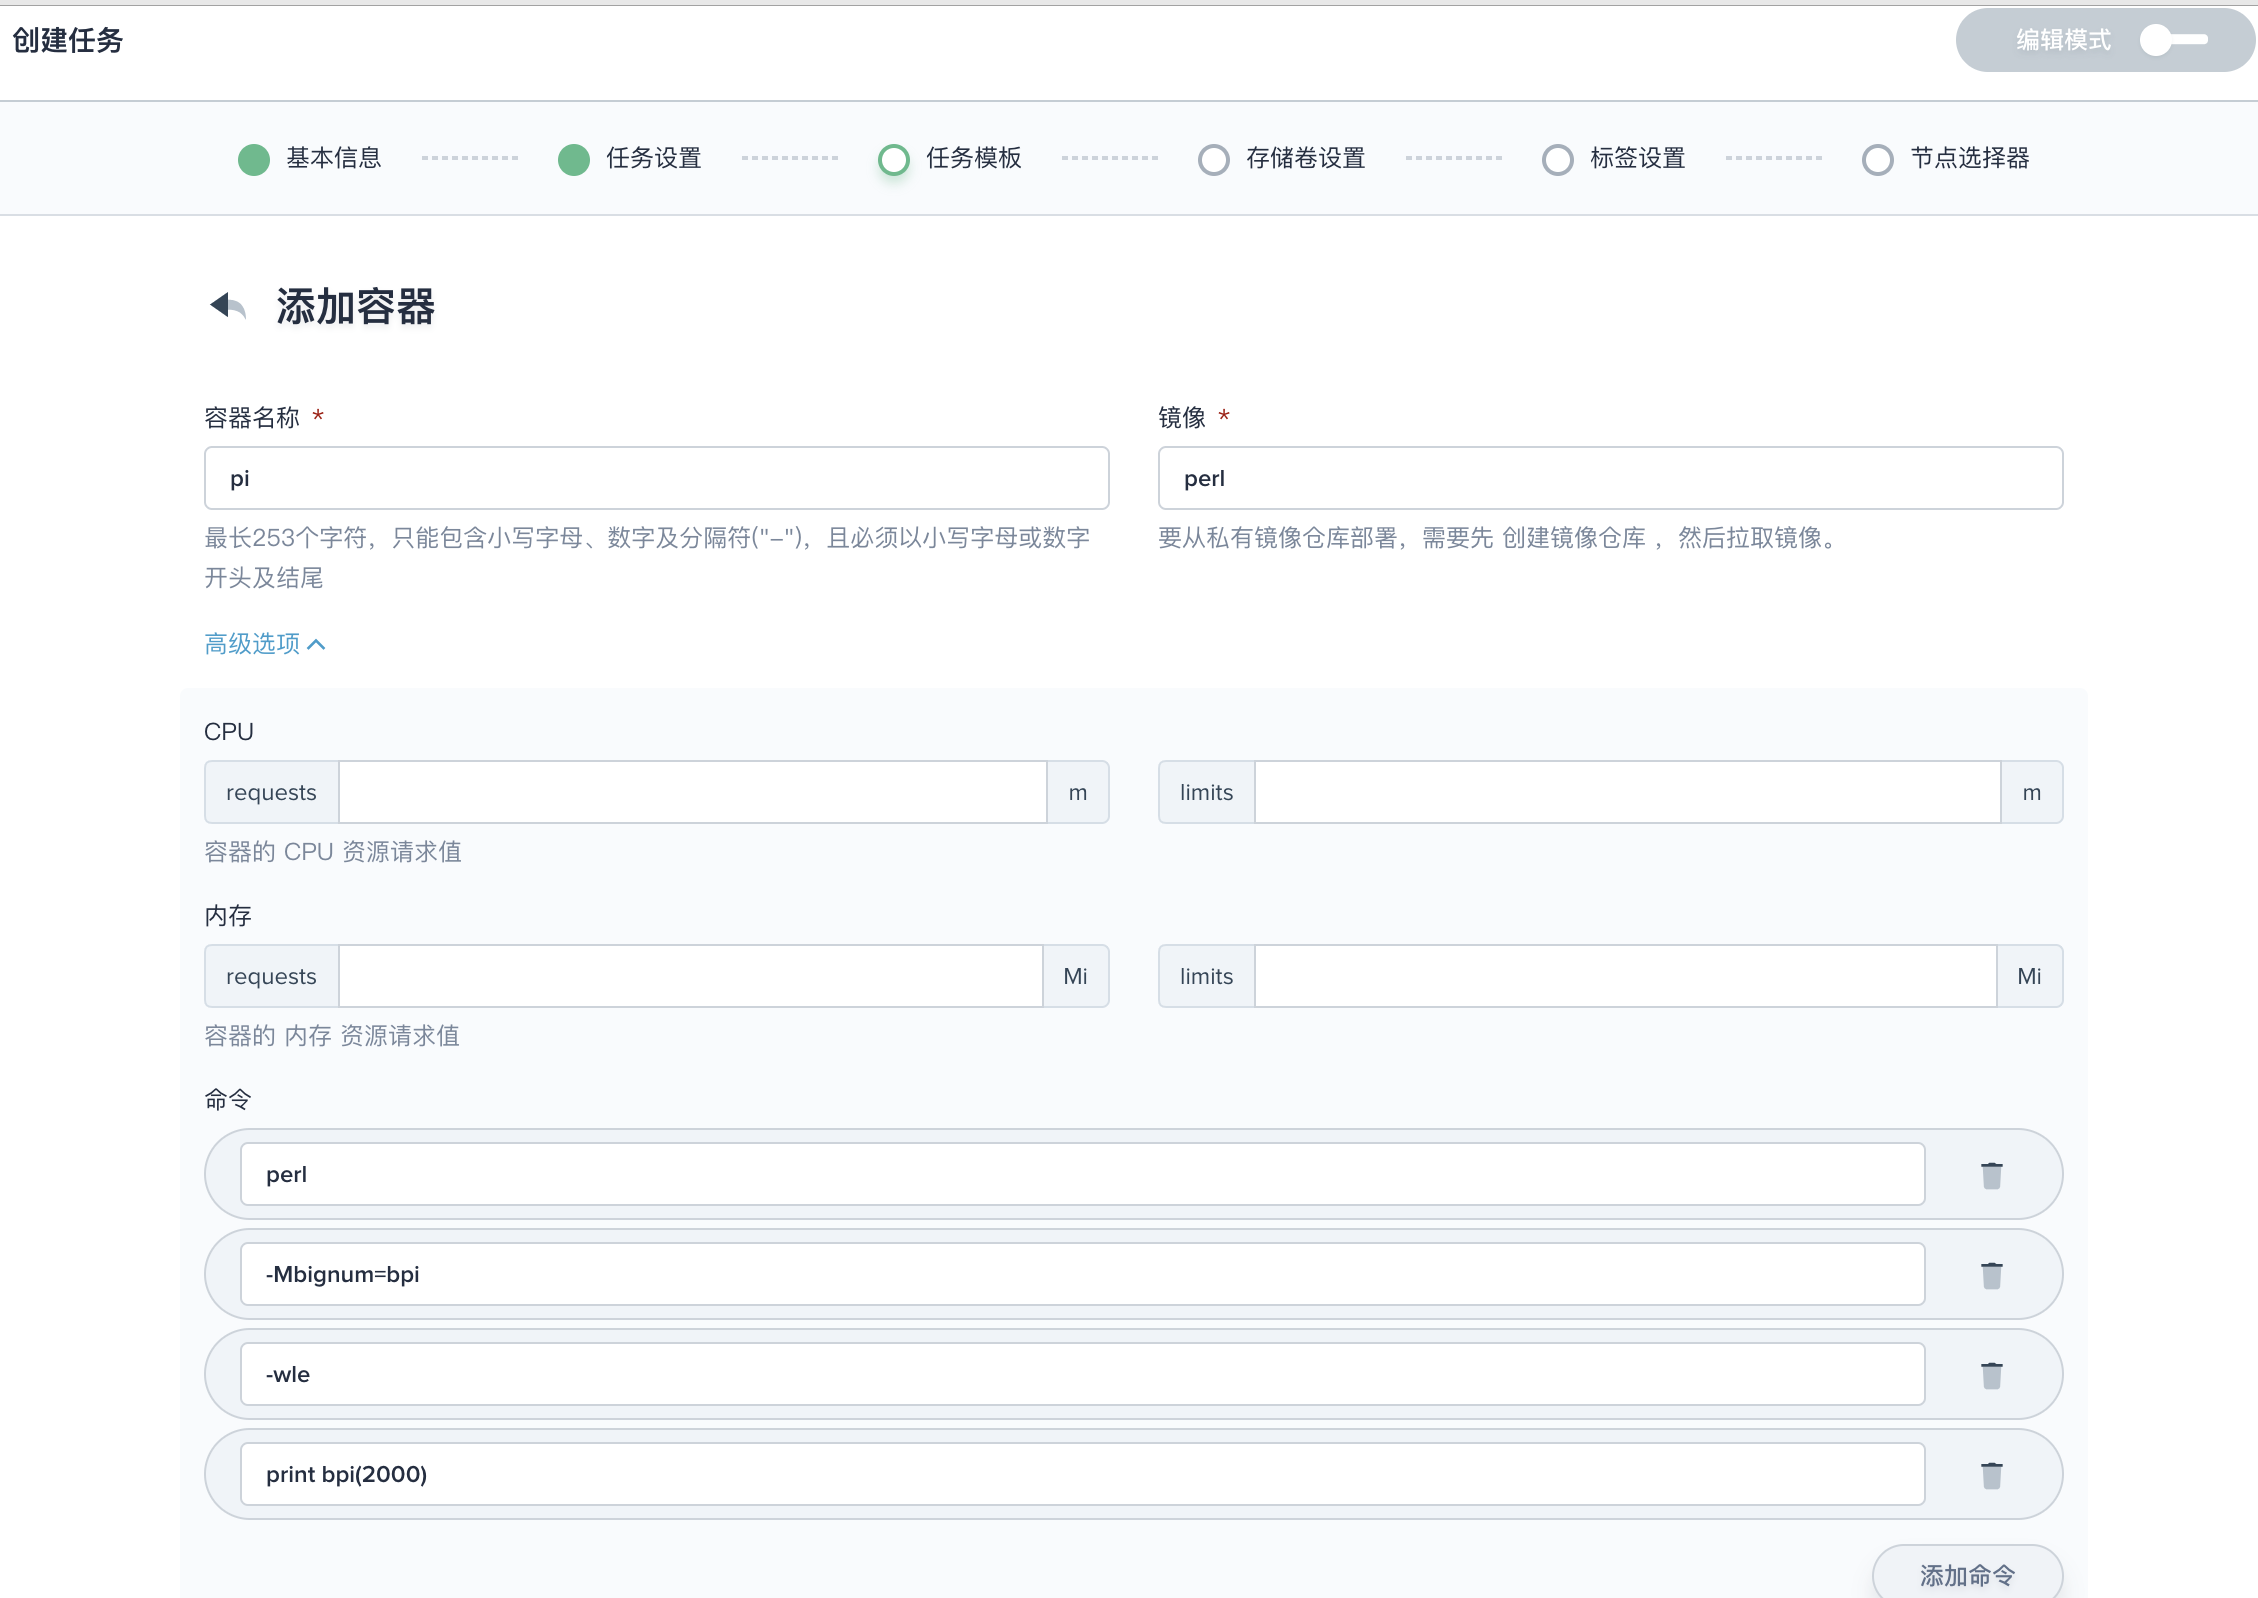 创建任务
编辑模式
基本信息
任务设置
任务模板
存储卷设置
标签设置
节点选择器
添加容器
容器名称 *
镜像 *
pi
perl
最长253个字符，只能包含小写字母、数字及分隔符("-")，且必须以小写字母或数字
开头及结尾
要从私有镜像仓库部署，需要先 创建镜像仓库 ，然后拉取镜像。
高级选项
CPU
requests
m
limits
m
容器的 CPU 资源请求值
内存
requests
Mi
limits
Mi
容器的 内存 资源请求值
命令
perl
-Mbignum=bpi
-wle
print bpi(2000)
添加命令